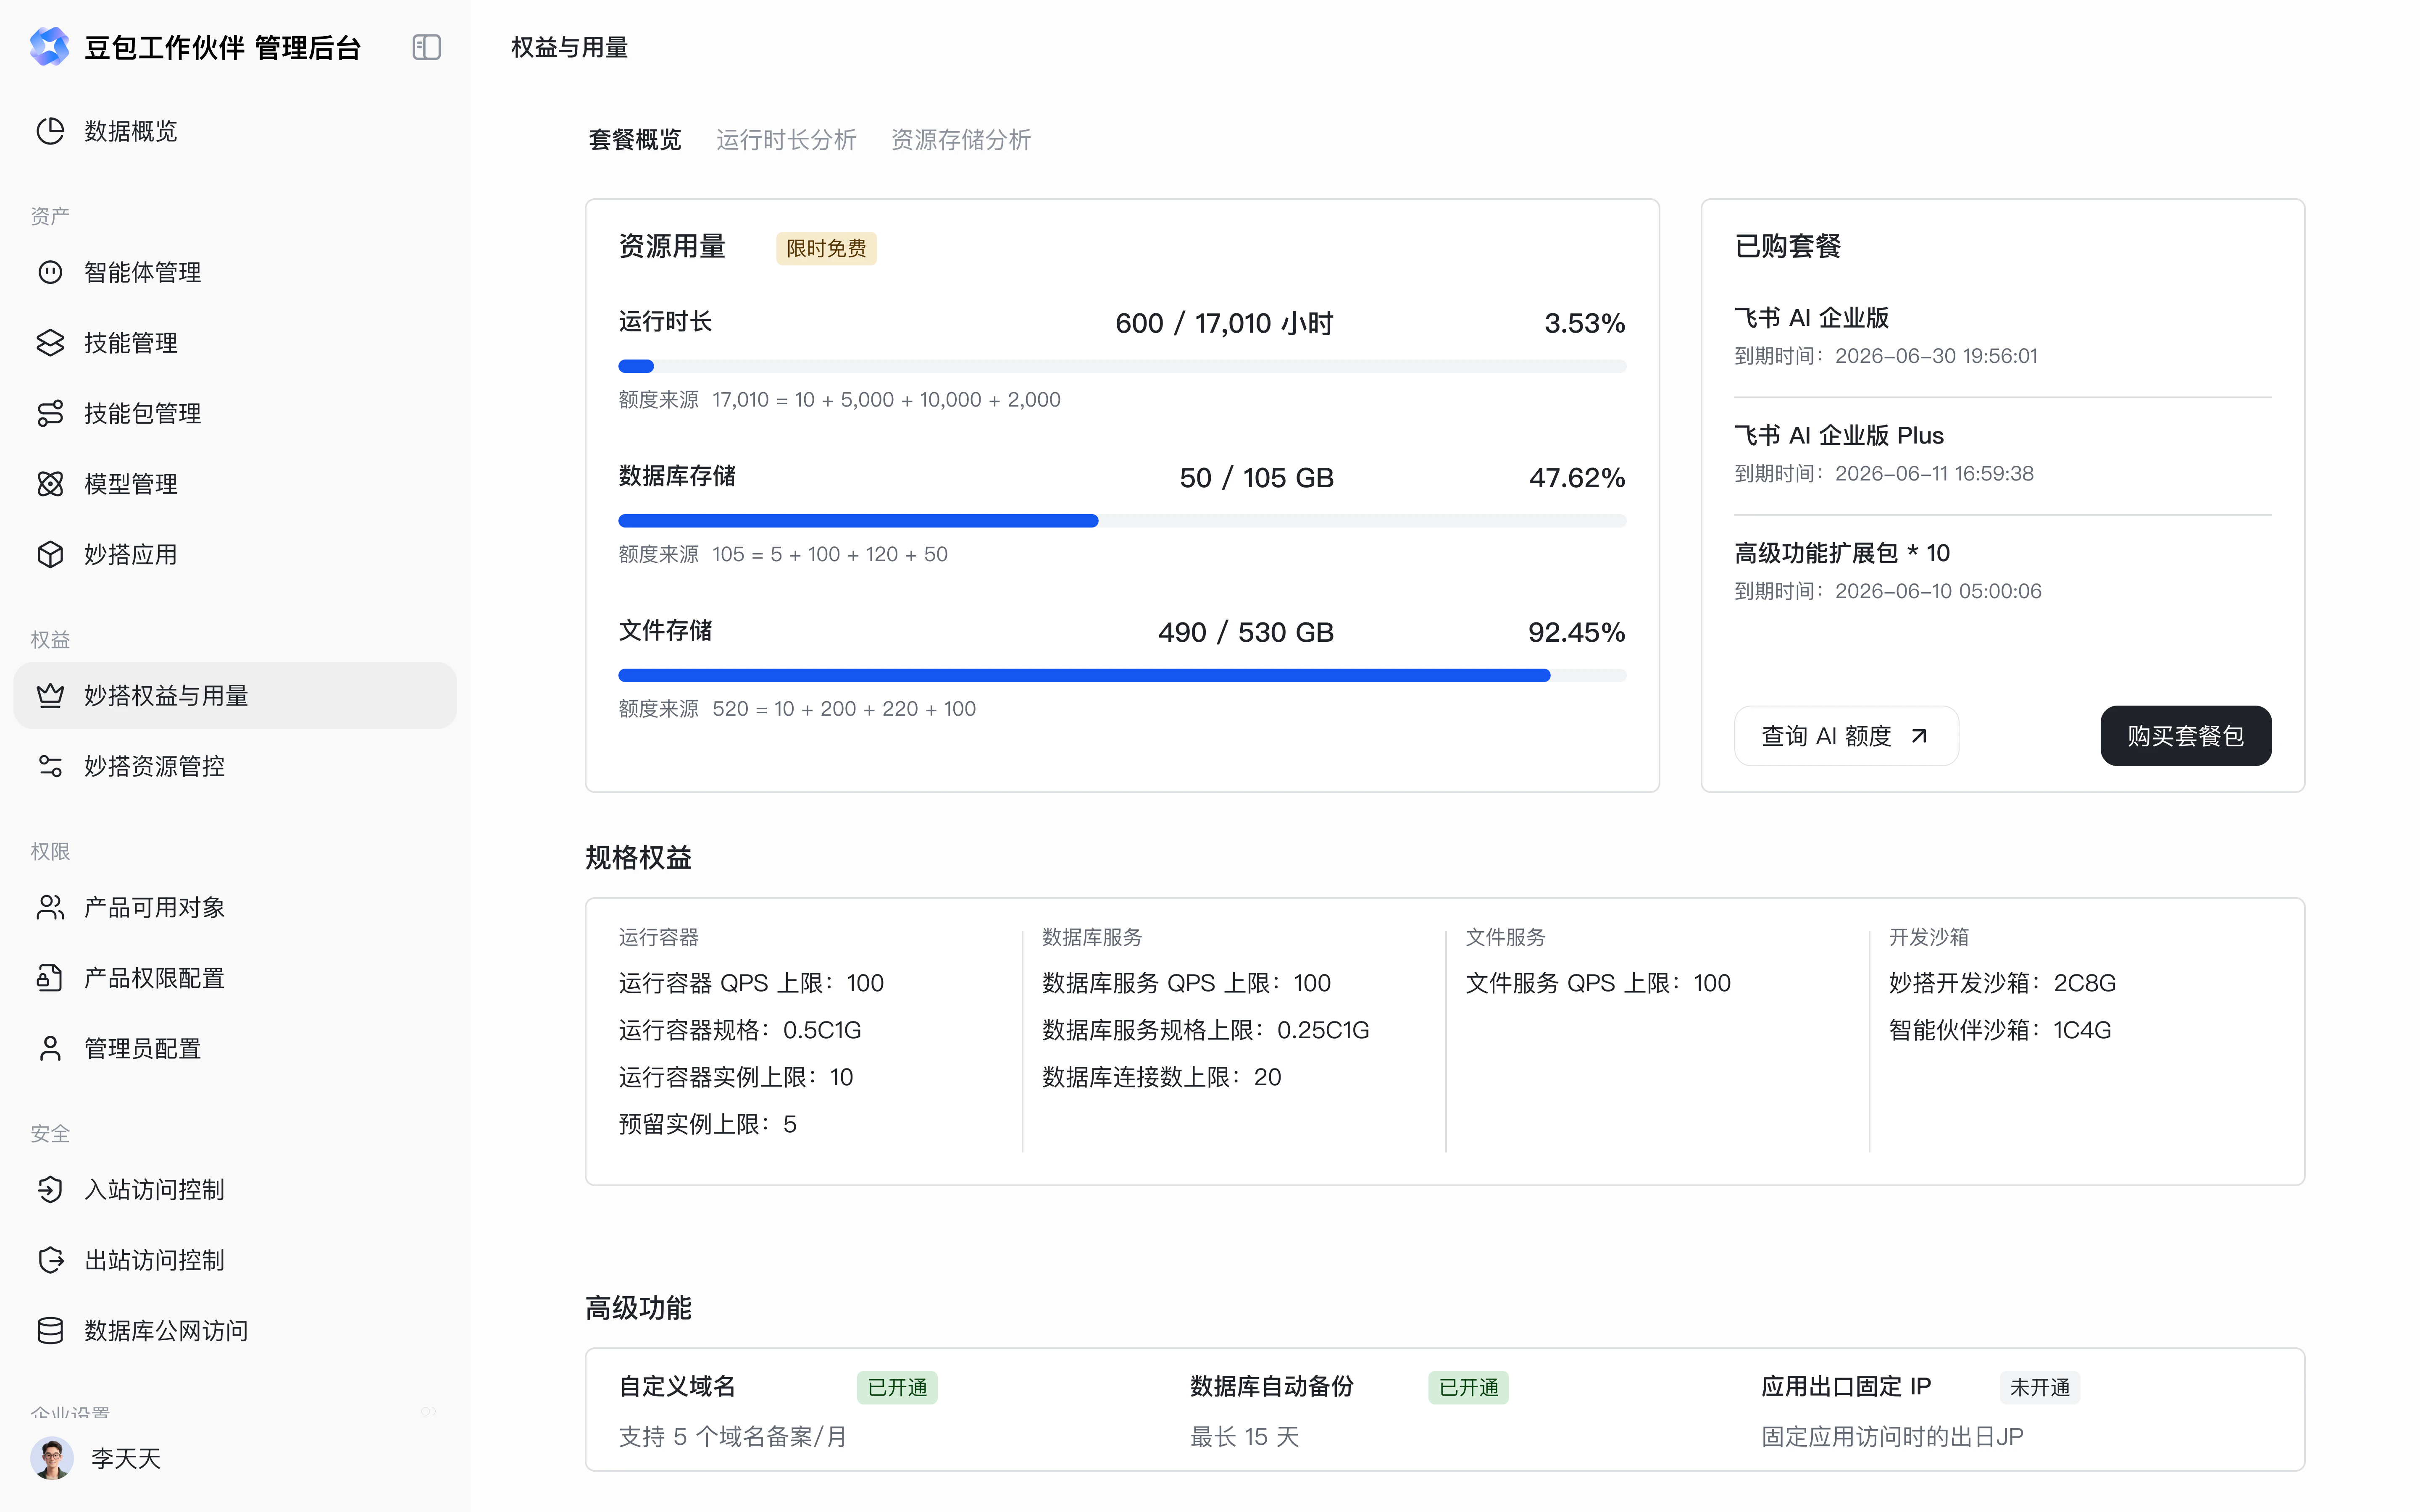 豆包工作伙伴 管理后台
数据概览
资产
智能体管理
技能管理
技能包管理
模型管理
妙搭应用
权益
妙搭权益与用量
妙搭资源管控
权限
产品可用对象
产品权限配置
管理员配置
安全
入站访问控制
出站访问控制
数据库公网访问
企业设置
李天天
权益与用量
套餐概览 运行时长分析 资源存储分析
资源用量 限时免费
运行时长 600 / 17,010 小时 3.53%
额度来源 17,010 = 10 + 5,000 + 10,000 + 2,000
数据库存储 50 / 105 GB 47.62%
额度来源 105 = 5 + 100 + 120 + 50
文件存储 490 / 530 GB 92.45%
额度来源 520 = 10 + 200 + 220 + 100
已购套餐
飞书 AI 企业版
到期时间：2026-06-30 19:56:01
飞书 AI 企业版 Plus
到期时间：2026-06-11 16:59:38
高级功能扩展包 * 10
到期时间：2026-06-10 05:00:06
查询 AI 额度 购买套餐包
规格权益
运行容器
运行容器 QPS 上限：100
运行容器规格：0.5C1G
运行容器实例上限：10
预留实例上限：5
数据库服务
数据库服务 QPS 上限：100
数据库服务规格上限：0.25C1G
数据库连接数上限：20
文件服务
文件服务 QPS 上限：100
开发沙箱
妙搭开发沙箱：2C8G
智能伙伴沙箱：1C4G
高级功能
自定义域名 已开通
支持 5 个域名备案/月
数据库自动备份 已开通
最长 15 天
应用出口固定 IP 未开通
固定应用访问时的出日JP